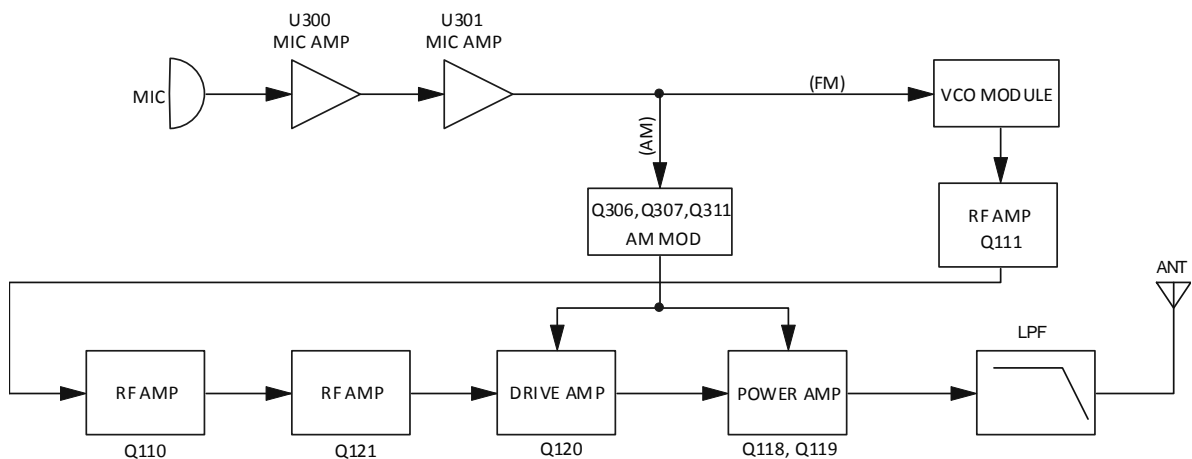 U300
MIC AMP
U301
MIC AMP
MIC
(FM)
VCO MODULE
(AM)
Q306,Q307,Q311
AM MOD
RF AMP
Q111
ANT
LPF
RF AMP
RF AMP
DRIVE AMP
POWER AMP
Q110
Q121
Q120
Q118, Q119